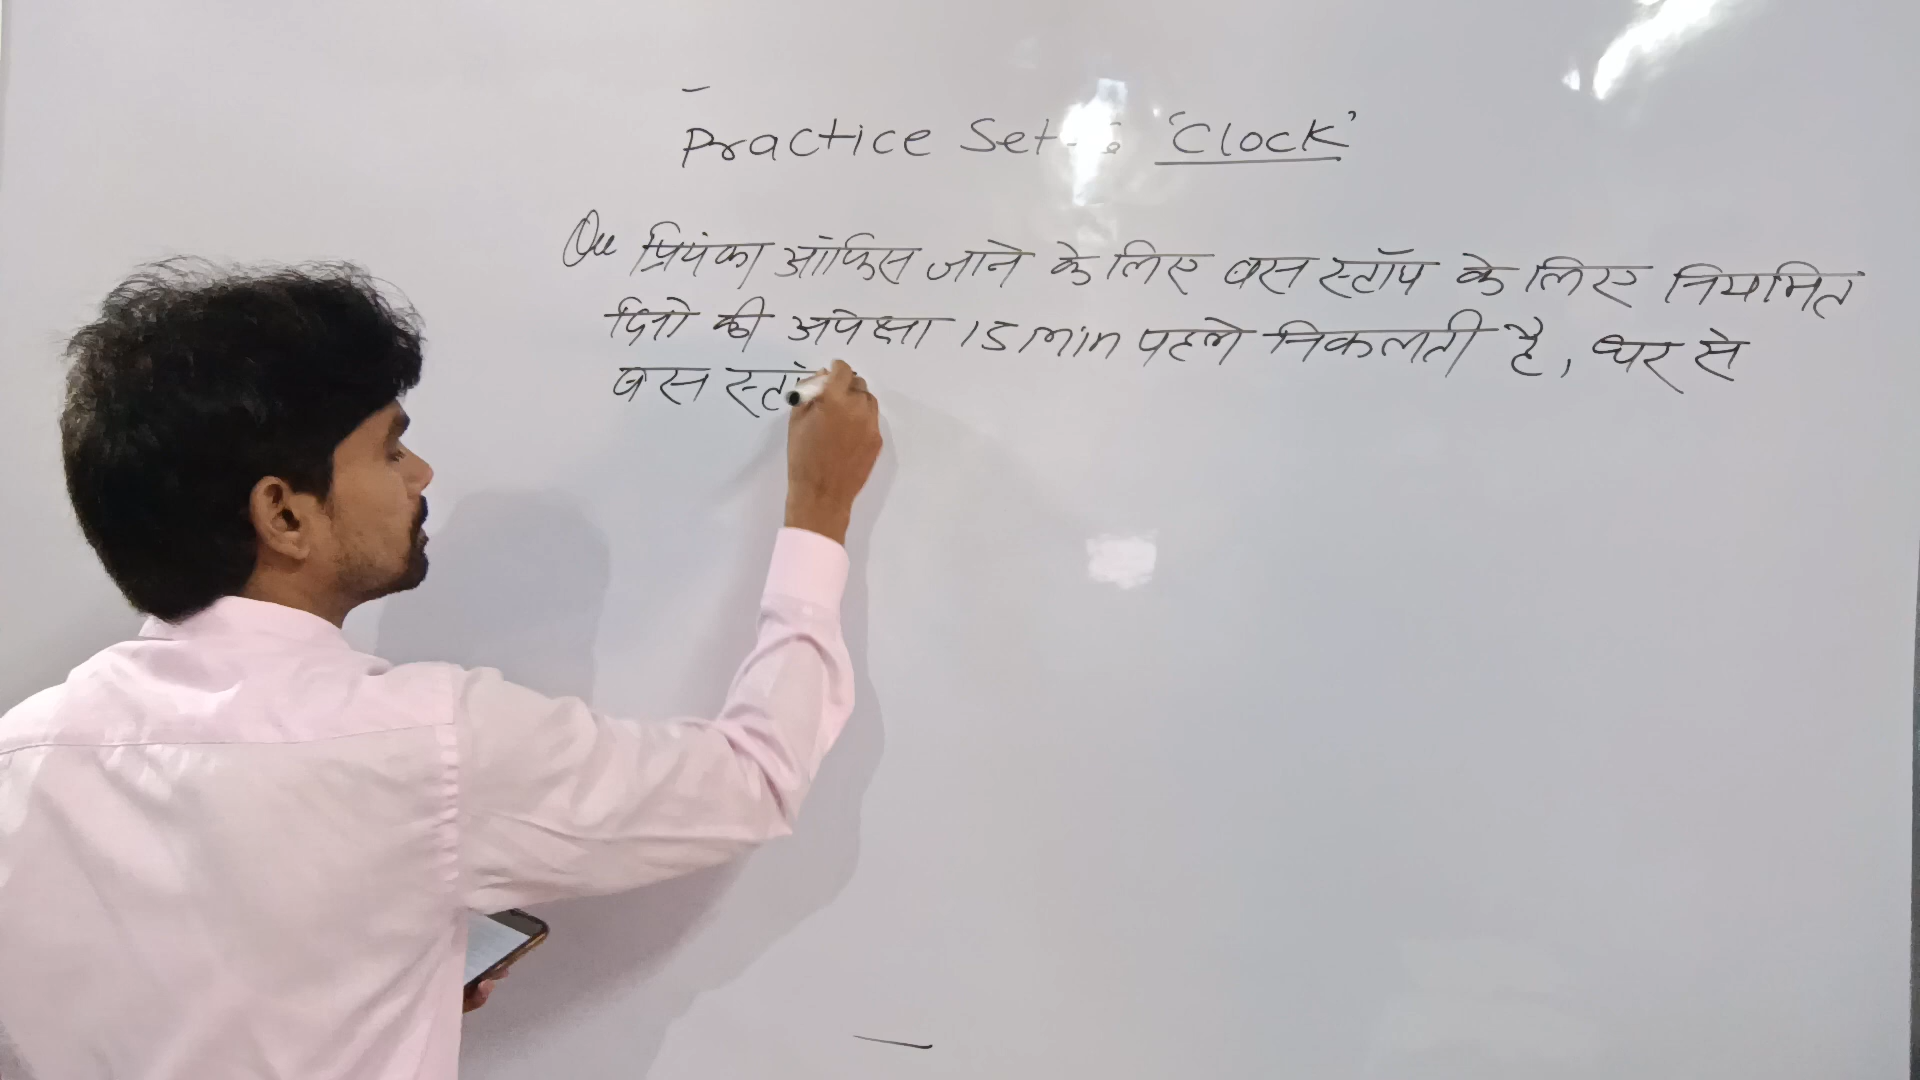 Practice Set 'Clock'
Que प्रियंका ऑफिस जाने के लिए बस स्टॉप के लिए नियमित
दिनो की अपेक्षा 15 min पहले निकलती है, घर से
बस